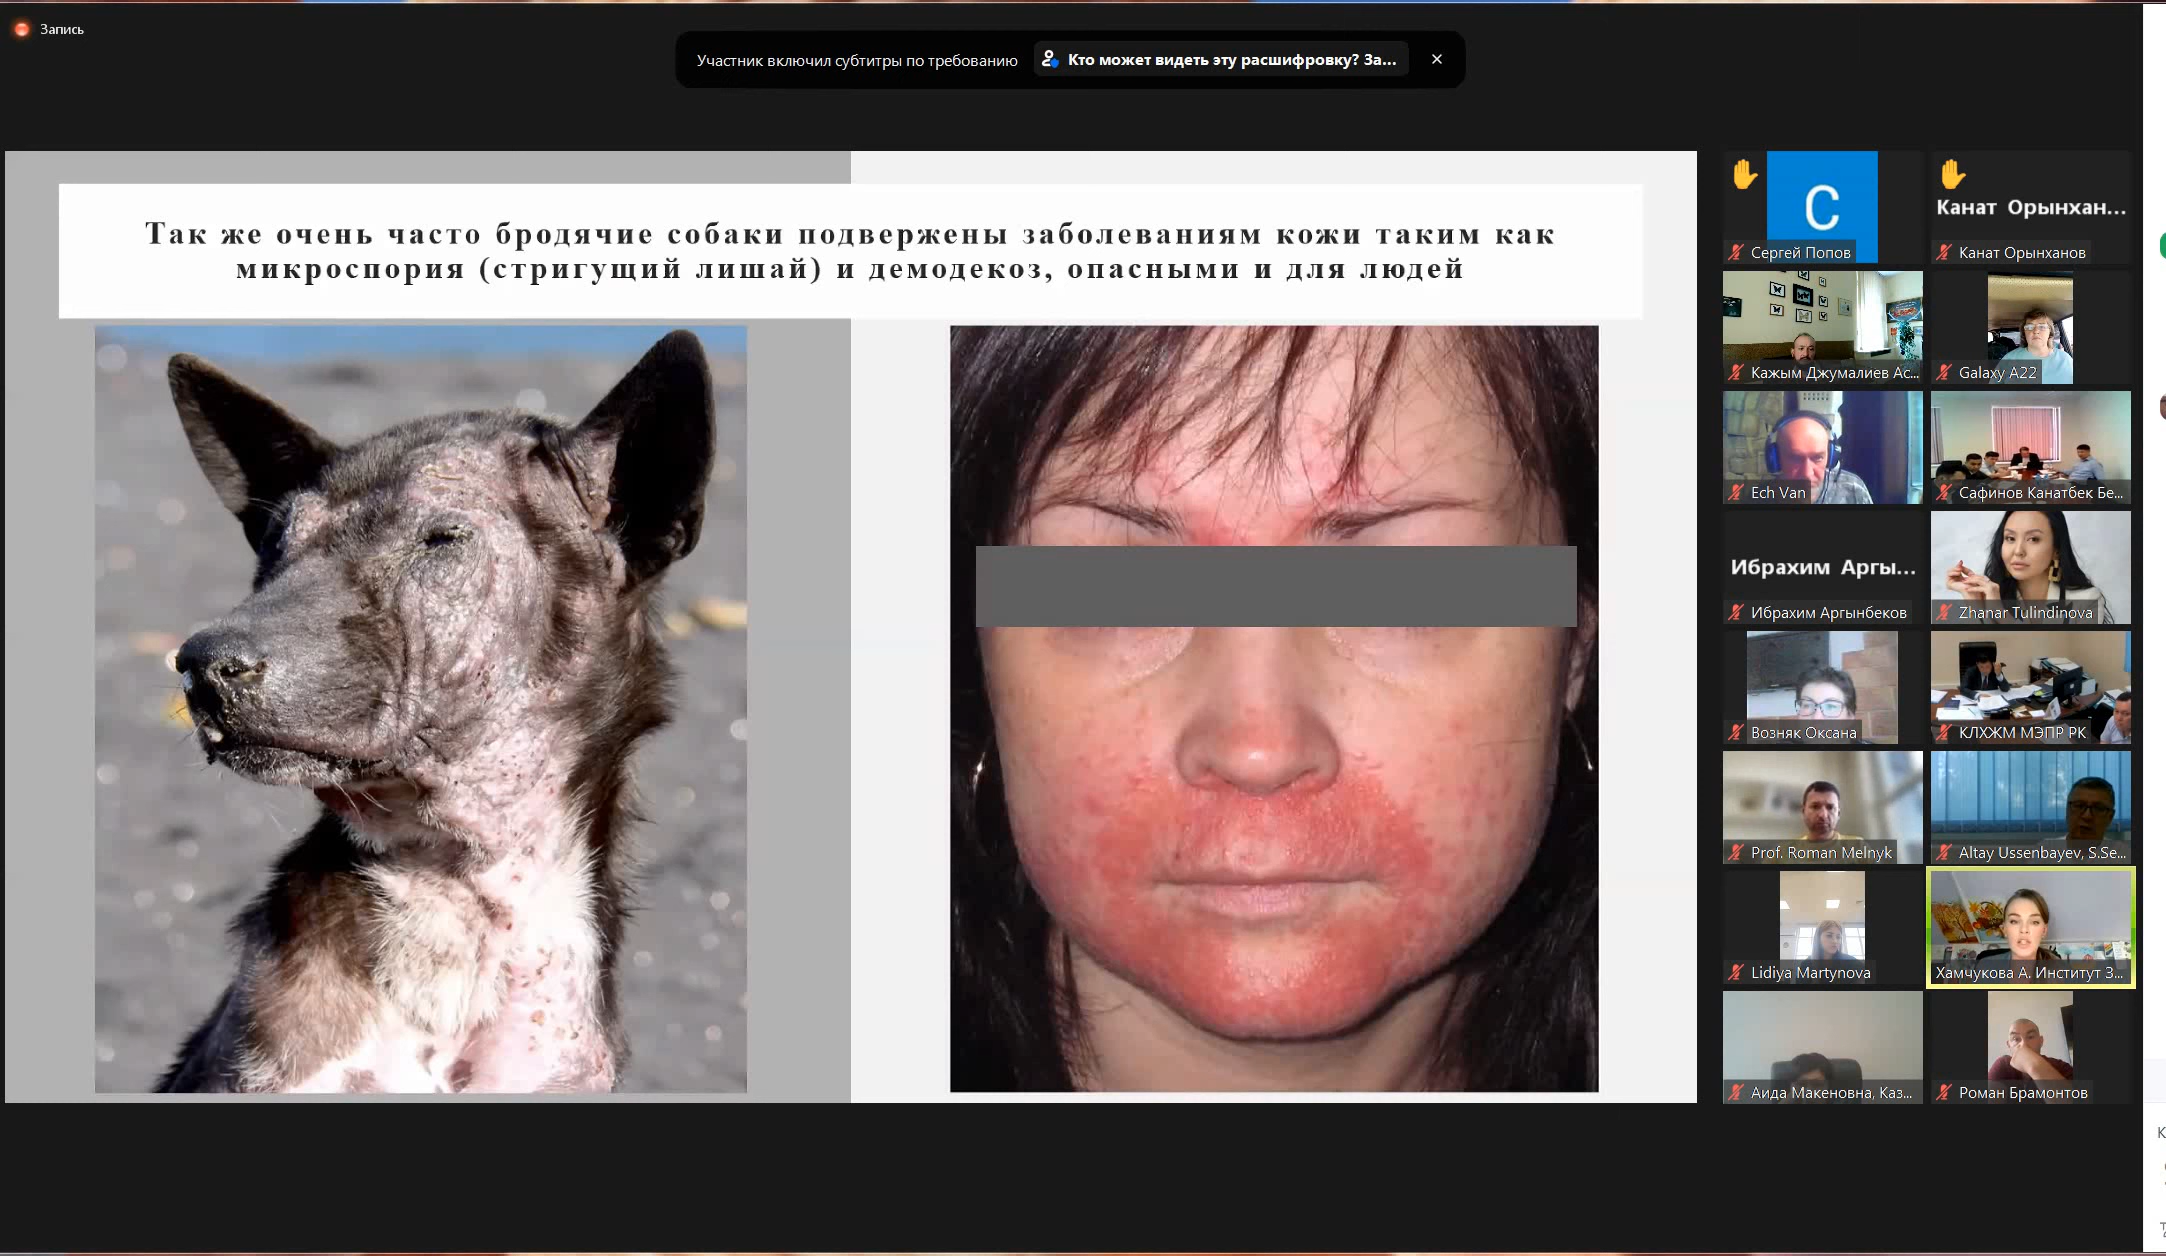 Запись
Участник включил субтитры по требованию
Кто может видеть эту расшифровку? За...
Так же очень часто бродячие собаки подвержены заболеваниям кожи таким как
микроспория (стригущий лишай) и демодекоз, опасными и для людей
С
Сергей Попов
Канат Орынхан...
Канат Орынханов
Кажым Джумалиев Ас...
Galaxy A22
Ech Van
Сафинов Канатбек Бе...
Ибрахим Аргы...
Ибрахим Аргынбеков
Zhanar Tulindinova
Возняк Оксана
КЛХЖМ МЭПР РК
Prof. Roman Melnyk
Altay Ussenbayev, S.Se...
Lidiya Martynova
Хамчукова А. Институт З...
Аида Макеновна, Каз...
Роман Брамонтов